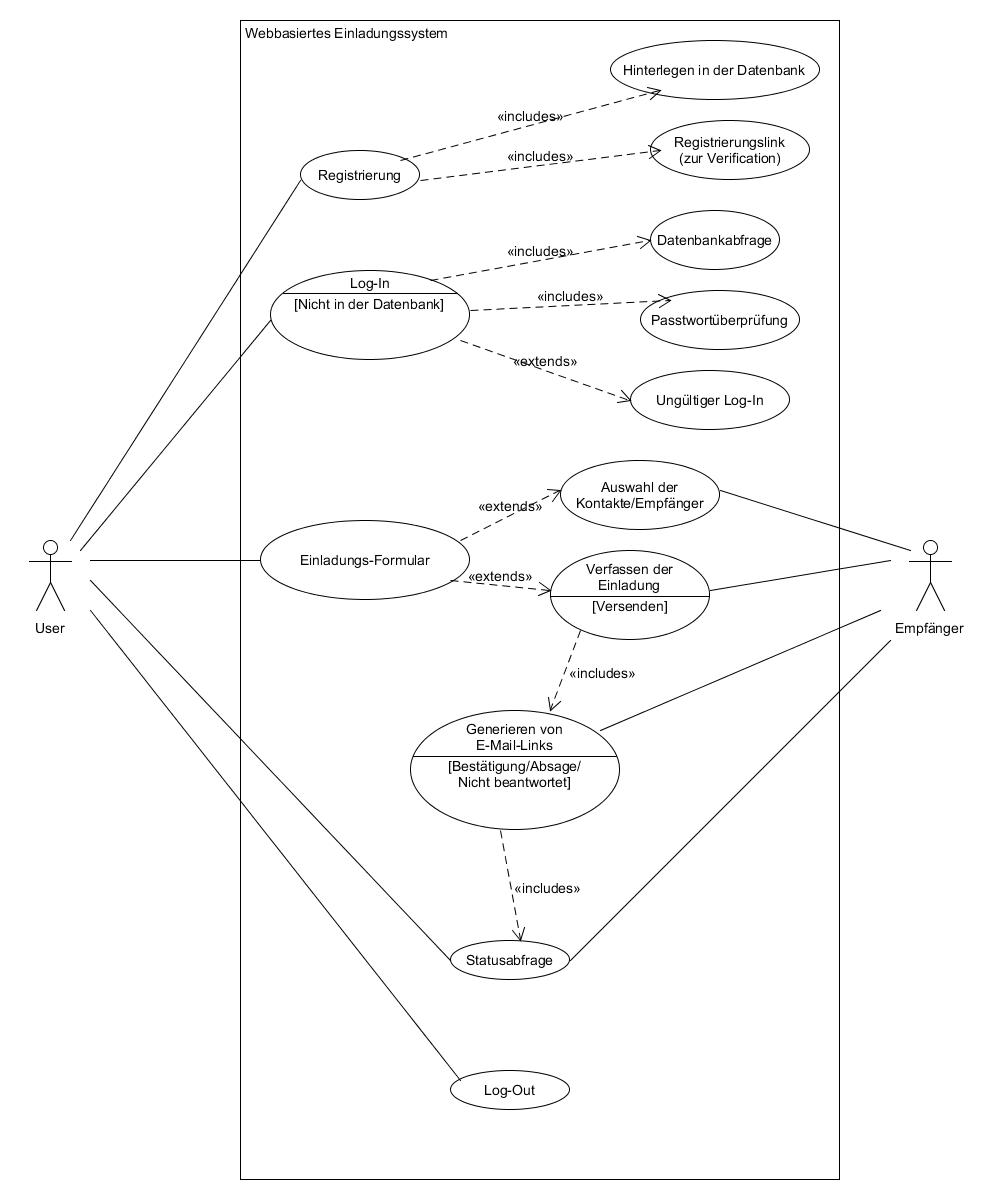 Webbasiertes Einladungssystem
Hinterlegen in der Datenbank
«includes»
Registrierungslink
(zur Verification)
«includes»
Registrierung
Datenbankabfrage
«includes»
Log-In
[Nicht in der Datenbank]
«includes»
Passtwortüberprüfung
«extends»
Ungültiger Log-In
Auswahl der
Kontakte/Empfänger
«extends»
Einladungs-Formular
«extends»
Verfassen der
Einladung
[Versenden]
User
Empfänger
«includes»
Generieren von
E-Mail-Links
[Bestätigung/Absage/
Nicht beantwortet]
«includes»
Statusabfrage
Log-Out